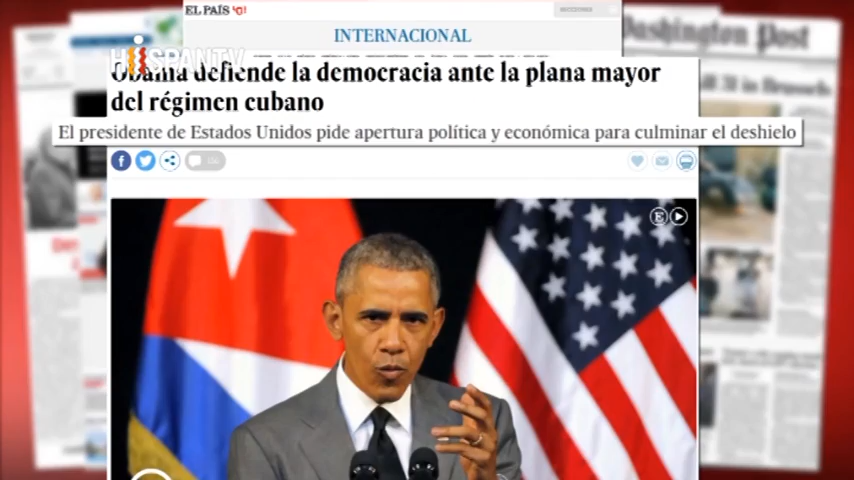 EL PAÍS
INTERNACIONAL
HISPANTV
Obama defiende la democracia ante la plana mayor
del régimen cubano
El presidente de Estados Unidos pide apertura política y económica para culminar el deshielo
Washington Post